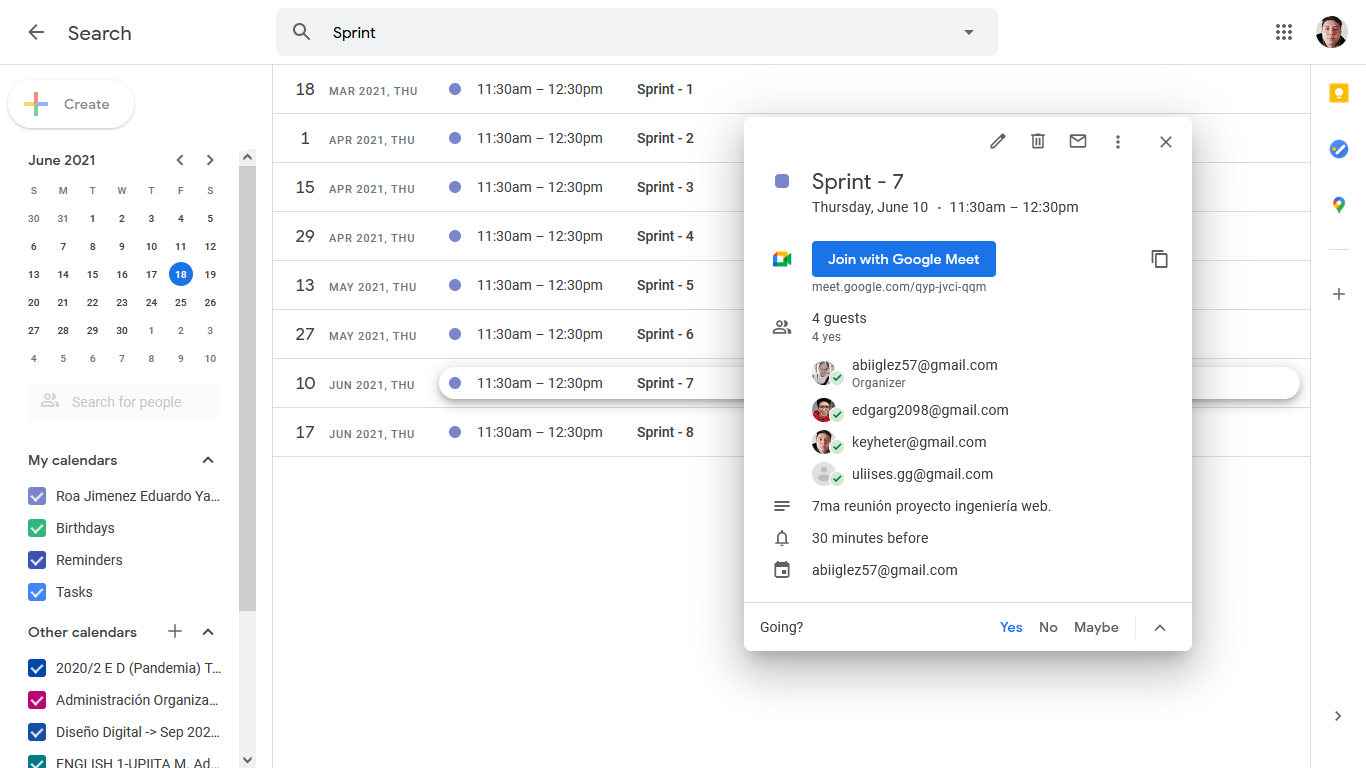 Search
Sprint
Create
June 2021
S M T W T F S
30 31 1 2 3 4 5
6 7 8 9 10 11 12
13 14 15 16 17 18 19
20 21 22 23 24 25 26
27 28 29 30 1 2 3
4 5 6 7 8 9 10
Search for people
My calendars
Roa Jimenez Eduardo Ya...
Birthdays
Reminders
Tasks
Other calendars
2020/2 E D (Pandemia) T...
Administración Organiza...
Diseño Digital -> Sep 202...
ENGLISH 1-UPIITA M. Ad...
18 MAR 2021, THU 11:30am – 12:30pm Sprint - 1
1 APR 2021, THU 11:30am – 12:30pm Sprint - 2
15 APR 2021, THU 11:30am – 12:30pm Sprint - 3
29 APR 2021, THU 11:30am – 12:30pm Sprint - 4
13 MAY 2021, THU 11:30am – 12:30pm Sprint - 5
27 MAY 2021, THU 11:30am – 12:30pm Sprint - 6
10 JUN 2021, THU 11:30am – 12:30pm Sprint - 7
17 JUN 2021, THU 11:30am – 12:30pm Sprint - 8
Sprint - 7
Thursday, June 10 · 11:30am – 12:30pm
Join with Google Meet
meet.google.com/qyp-jvci-qqm
4 guests
4 yes
abiiglez57@gmail.com
Organizer
edgarg2098@gmail.com
keyheter@gmail.com
uliises.gg@gmail.com
7ma reunión proyecto ingeniería web.
30 minutes before
abiiglez57@gmail.com
Going?
Yes No Maybe